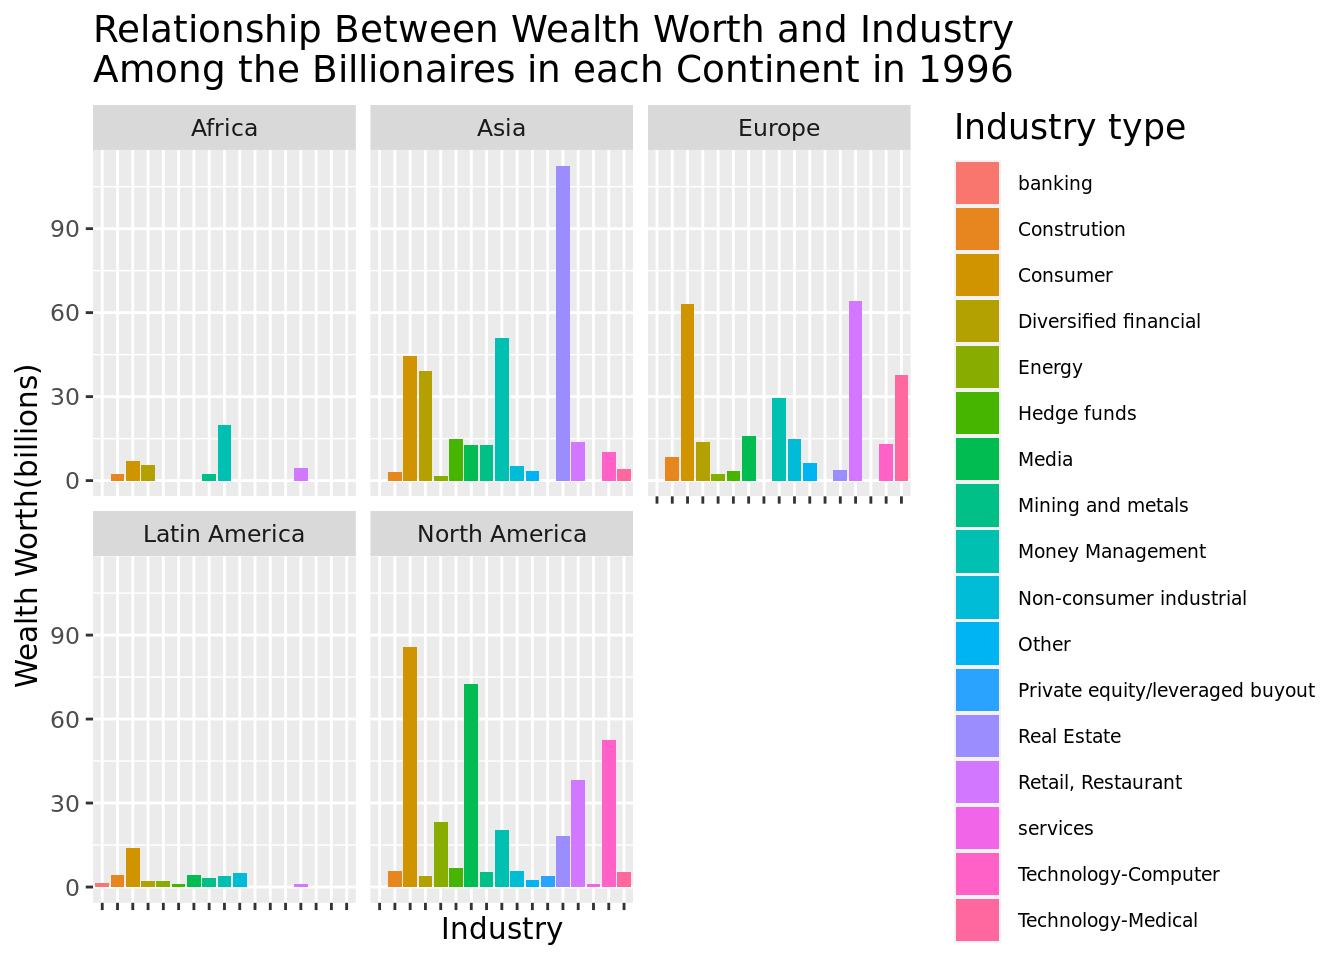 Relationship Between Wealth Worth and Industry
Among the Billionaires in each Continent in 1996
Africa
Asia
Europe
90
60
30
0
Latin America
North America
90
60
30
0
Wealth Worth(billions)
Industry
Industry type
banking
Constrution
Consumer
Diversified financial
Energy
Hedge funds
Media
Mining and metals
Money Management
Non-consumer industrial
Other
Private equity/leveraged buyout
Real Estate
Retail, Restaurant
services
Technology-Computer
Technology-Medical